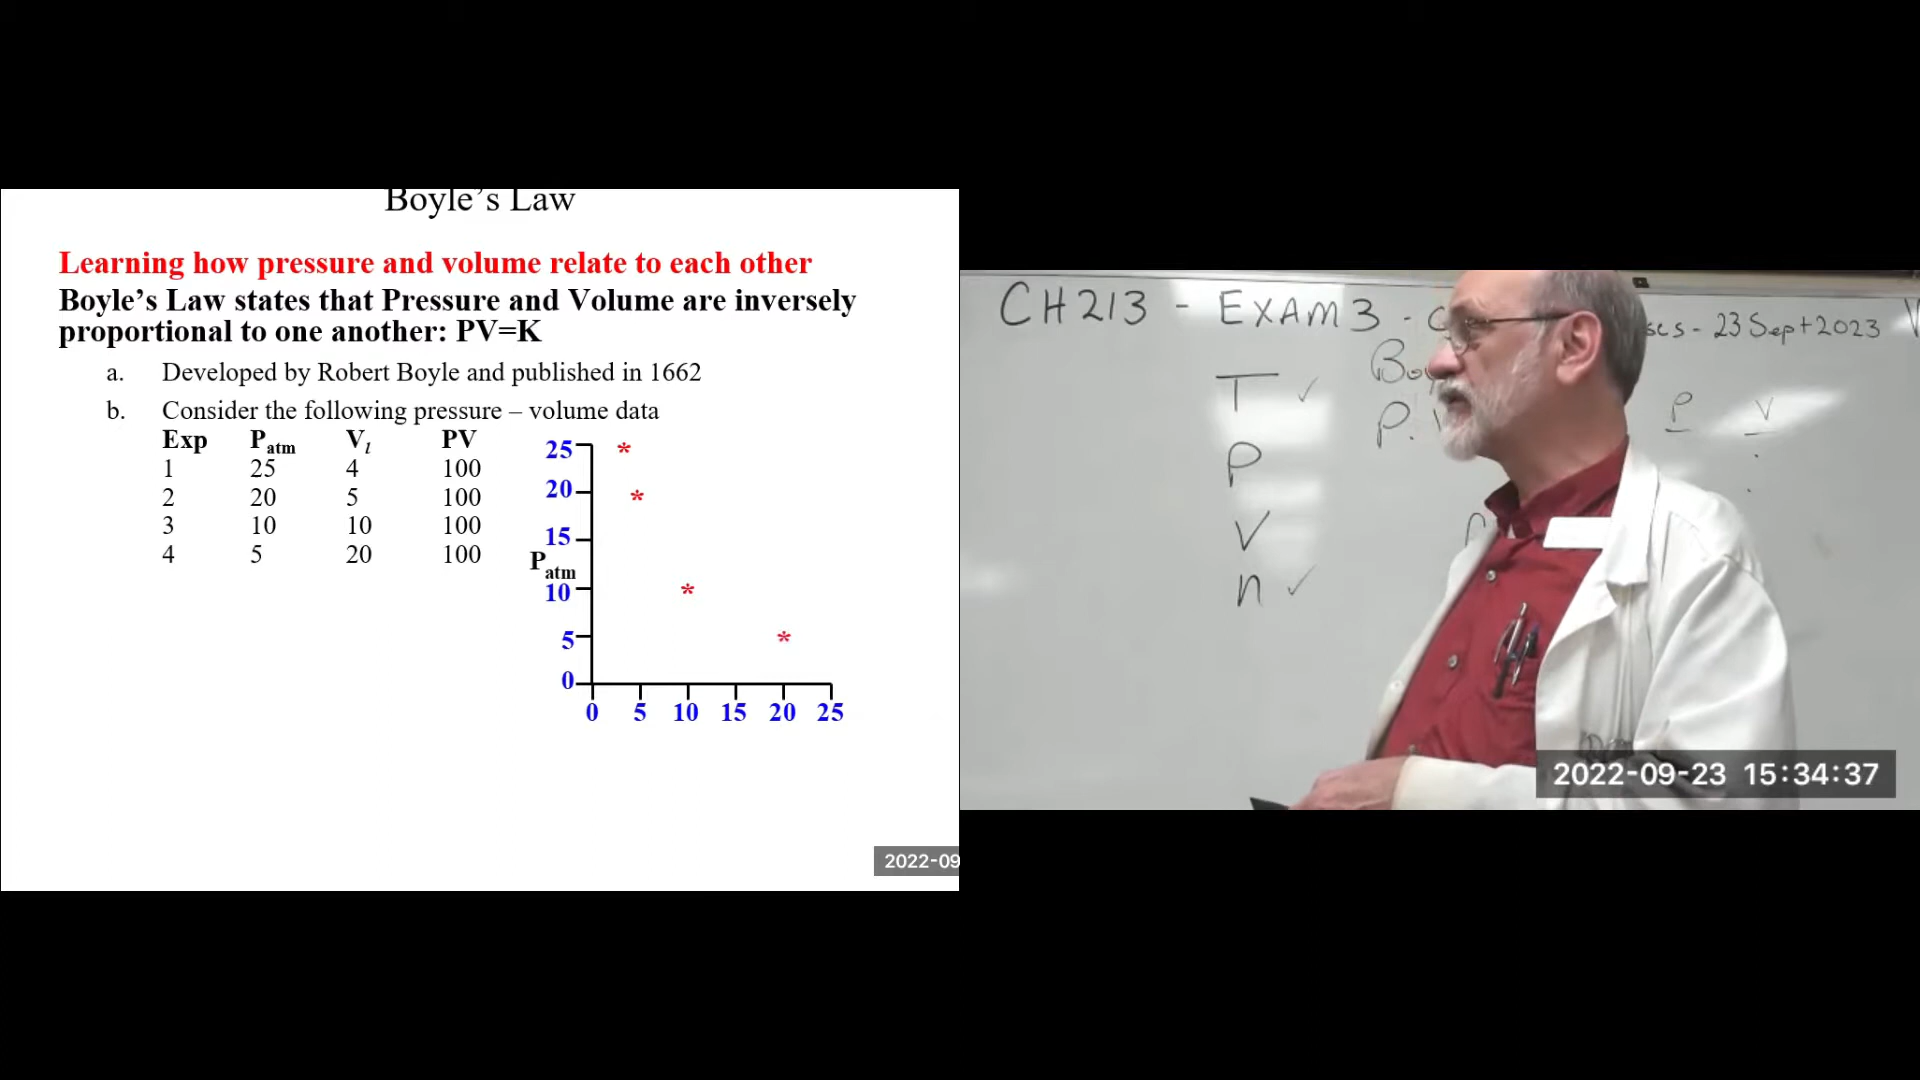 Boyle's Law
Learning how pressure and volume relate to each other
Boyle's Law states that Pressure and Volume are inversely
proportional to one another: PV=K
a. Developed by Robert Boyle and published in 1662
b. Consider the following pressure – volume data
Exp Patm Vl PV
1 25 4 100
2 20 5 100
3 10 10 100
4 5 20 100
25
20
15
Patm
10
5
0
0 5 10 15 20 25
2022-09
CH213 - EXAM 3 - 23 Sept 2023
T ✓
P
V
n ✓
P.
P V
2022-09-23 15:34:37